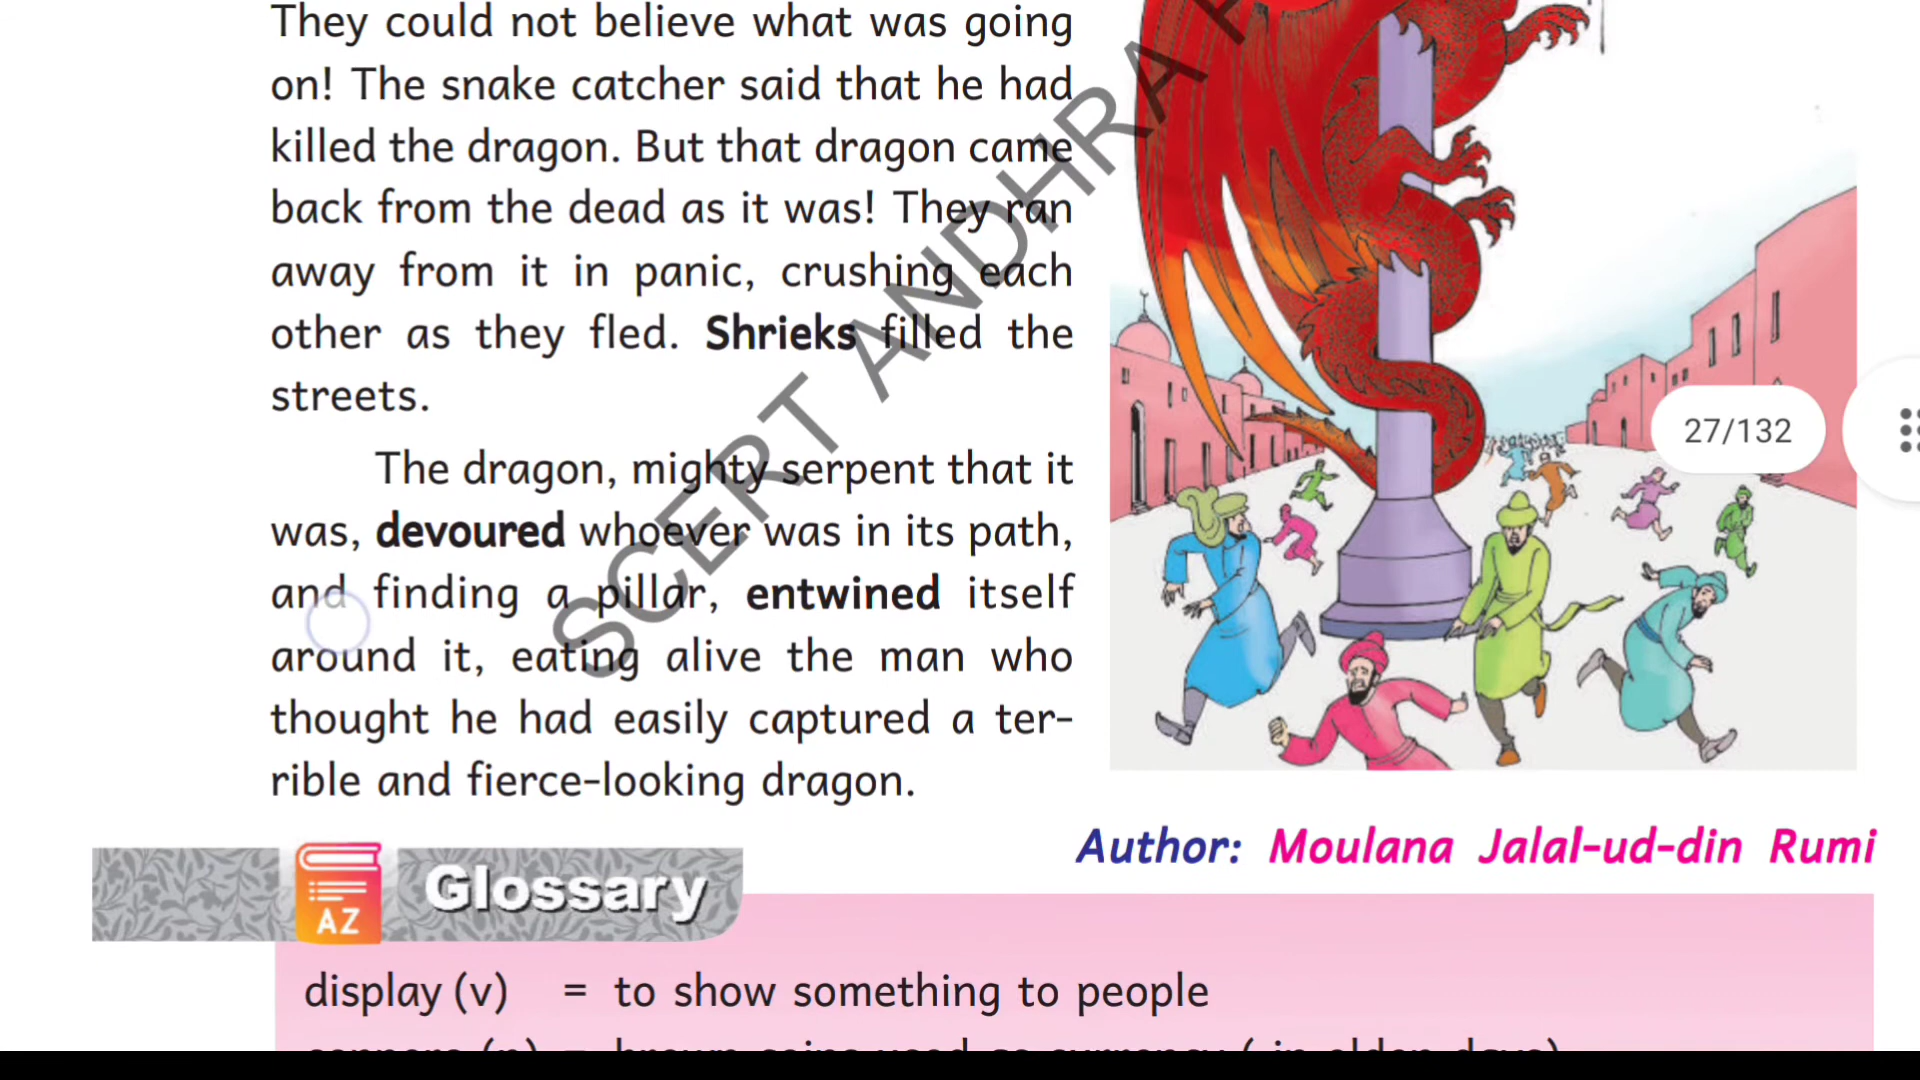 They could not believe what was going
on! The snake catcher said that he had
killed the dragon. But that dragon came
back from the dead as it was! They ran
away from it in panic, crushing each
other as they fled. Shrieks filled the
streets.
The dragon, mighty serpent that it
was, devoured whoever was in its path,
and finding a pillar, entwined itself
around it, eating alive the man who
thought he had easily captured a ter-
rible and fierce-looking dragon.
SCERT ANDHRA
27/132
Author: Moulana Jalal-ud-din Rumi
AZ
Glossary
display (v) = to show something to people